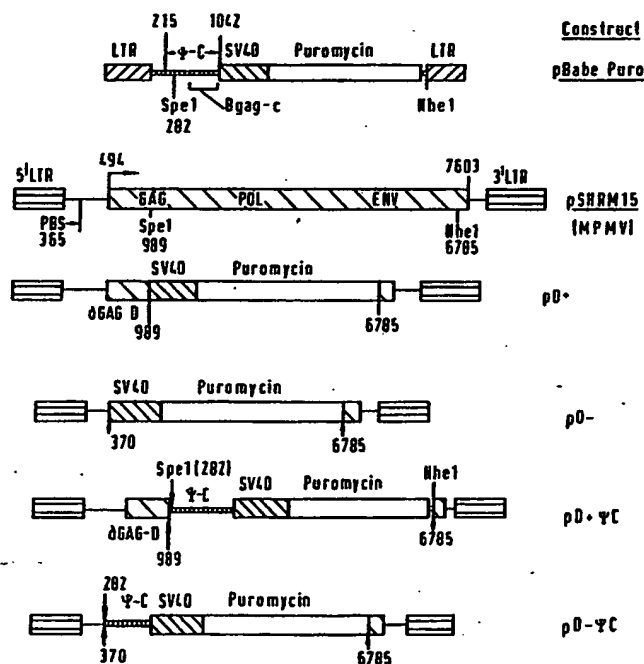 215 1042 Construct
LTR Ψ-C SV40 Puromycin LTR pBabe Puro
Spe1 Bgag-c Nhe1
282
5'LTR 494 7603 3'LTR
GAG POL ENV pSHRM15
PBS Spe1 Nhe1 (MPMV)
365 989 6785
SV40 Puromycin
pD+
∂GAG D 989 6785
SV40 Puromycin
pD-
370 6785
Spe1(282) Nhe1
Ψ-C SV40 Puromycin
pD+ΨC
∂GAG-D 6785
989
282 Ψ-C SV40 Puromycin
pD-ΨC
370 6785